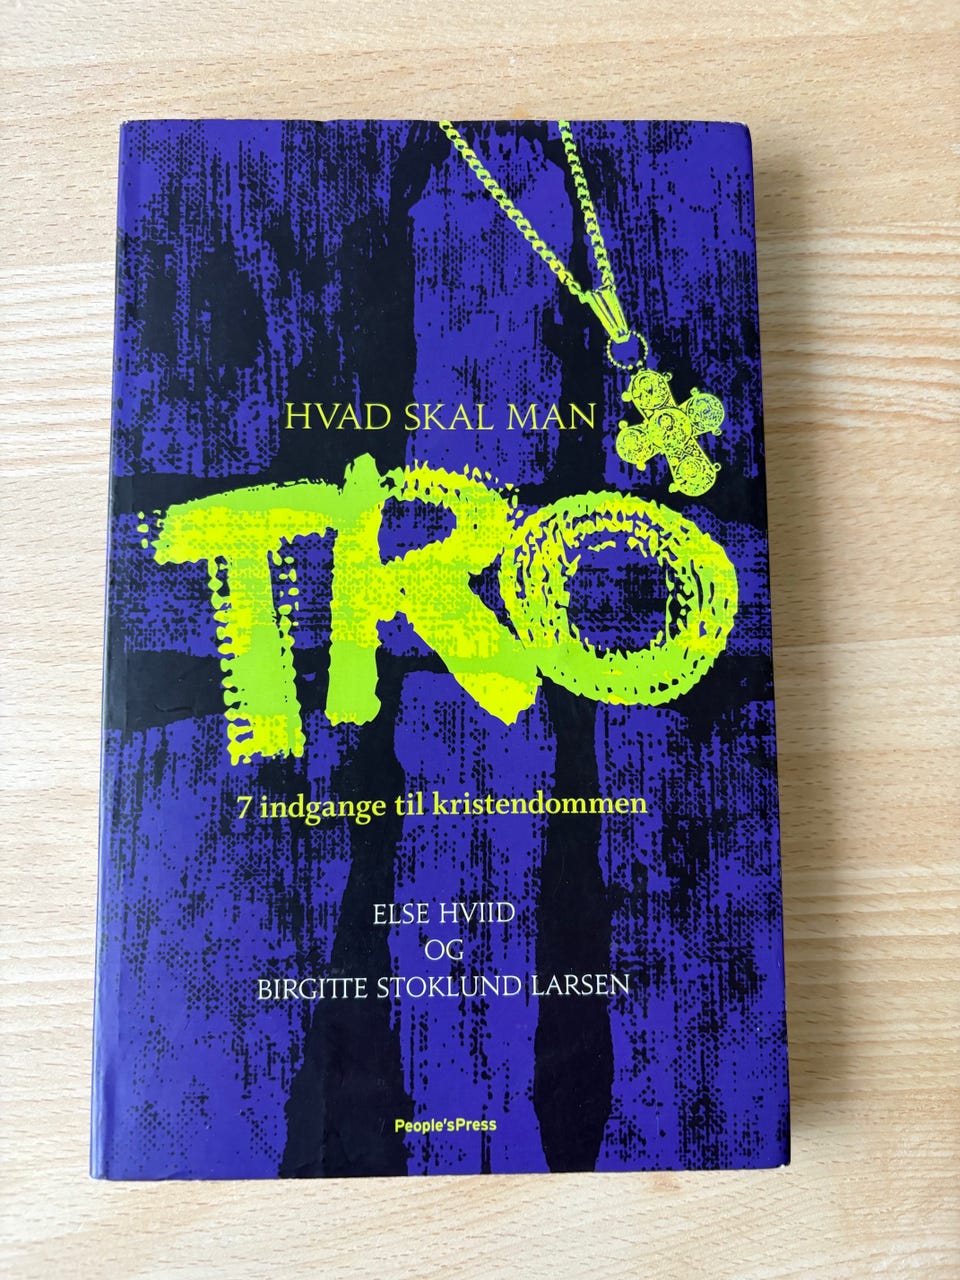 HVAD SKAL MAN
TRO
7 indgange til kristendommen
ELSE HVIID
OG
BIRGITTE STOKLUND LARSEN
People'sPress